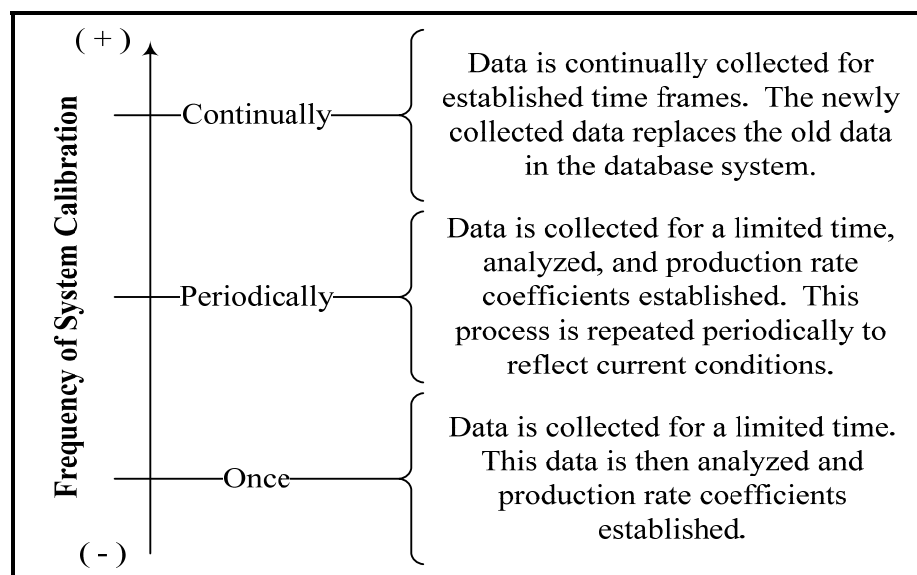 ( + )
Frequency of System Calibration
Continually
Data is continually collected for
established time frames. The newly
collected data replaces the old data
in the database system.
Periodically
Data is collected for a limited time,
analyzed, and production rate
coefficients established. This
process is repeated periodically to
reflect current conditions.
Once
Data is collected for a limited time.
This data is then analyzed and
production rate coefficients
established.
( - )